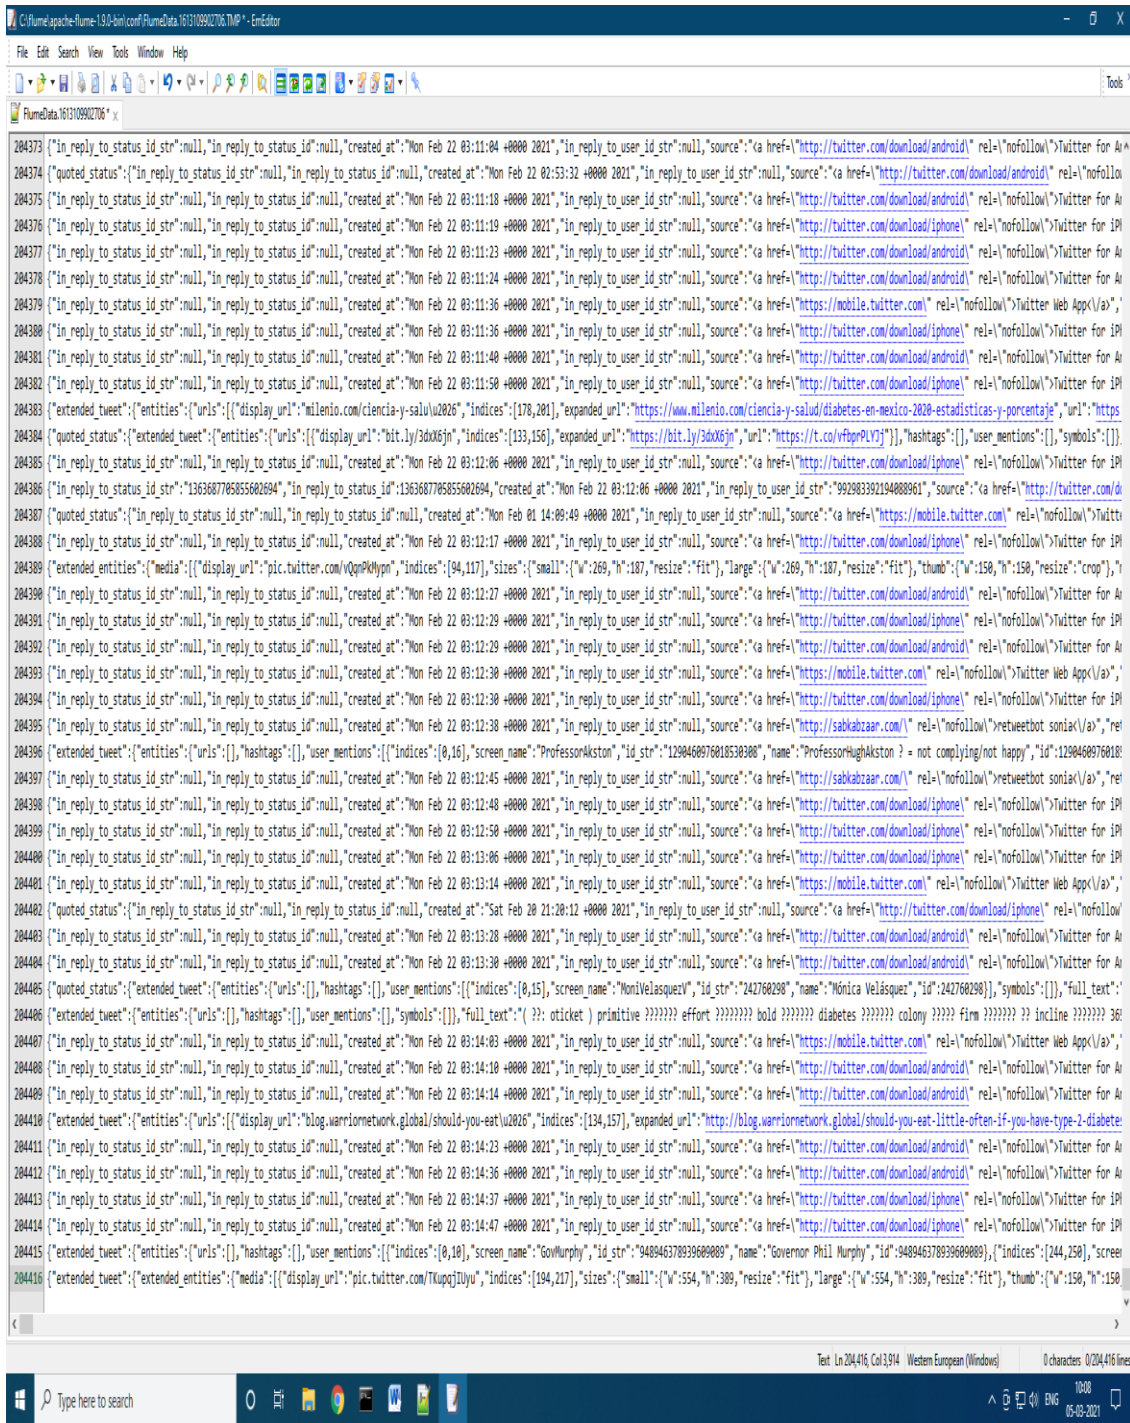 C:\flume\apache-flume-1.9.0-bin\conf\FlumeData.1613109902706.TMP * - EmEditor
File Edit Search View Tools Window Help
Tools
FlumeData.1613109902706 *
204373 {"in_reply_to_status_id_str":null,"in_reply_to_status_id":null,"created_at":"Mon Feb 22 03:11:04 +0000 2021","in_reply_to_user_id_str":null,"source":"<a href=\"http://twitter.com/download/android\" rel=\"nofollow\">Twitter for A
204374 {"quoted_status":{"in_reply_to_status_id_str":null,"in_reply_to_status_id":null,"created_at":"Mon Feb 22 02:53:32 +0000 2021","in_reply_to_user_id_str":null,"source":"<a href=\"http://twitter.com/download/android\" rel=\"nofollo
204375 {"in_reply_to_status_id_str":null,"in_reply_to_status_id":null,"created_at":"Mon Feb 22 03:11:18 +0000 2021","in_reply_to_user_id_str":null,"source":"<a href=\"http://twitter.com/download/android\" rel=\"nofollow\">Twitter for A
204376 {"in_reply_to_status_id_str":null,"in_reply_to_status_id":null,"created_at":"Mon Feb 22 03:11:19 +0000 2021","in_reply_to_user_id_str":null,"source":"<a href=\"http://twitter.com/download/iphone\" rel=\"nofollow\">Twitter for iP
204377 {"in_reply_to_status_id_str":null,"in_reply_to_status_id":null,"created_at":"Mon Feb 22 03:11:23 +0000 2021","in_reply_to_user_id_str":null,"source":"<a href=\"http://twitter.com/download/android\" rel=\"nofollow\">Twitter for A
204378 {"in_reply_to_status_id_str":null,"in_reply_to_status_id":null,"created_at":"Mon Feb 22 03:11:24 +0000 2021","in_reply_to_user_id_str":null,"source":"<a href=\"http://twitter.com/download/android\" rel=\"nofollow\">Twitter for A
204379 {"in_reply_to_status_id_str":null,"in_reply_to_status_id":null,"created_at":"Mon Feb 22 03:11:36 +0000 2021","in_reply_to_user_id_str":null,"source":"<a href=\"https://mobile.twitter.com\" rel=\"nofollow\">Twitter Web App<\/a>","
204380 {"in_reply_to_status_id_str":null,"in_reply_to_status_id":null,"created_at":"Mon Feb 22 03:11:36 +0000 2021","in_reply_to_user_id_str":null,"source":"<a href=\"http://twitter.com/download/iphone\" rel=\"nofollow\">Twitter for iP
204381 {"in_reply_to_status_id_str":null,"in_reply_to_status_id":null,"created_at":"Mon Feb 22 03:11:40 +0000 2021","in_reply_to_user_id_str":null,"source":"<a href=\"http://twitter.com/download/android\" rel=\"nofollow\">Twitter for A
204382 {"in_reply_to_status_id_str":null,"in_reply_to_status_id":null,"created_at":"Mon Feb 22 03:11:50 +0000 2021","in_reply_to_user_id_str":null,"source":"<a href=\"http://twitter.com/download/iphone\" rel=\"nofollow\">Twitter for iP
204383 {"extended_tweet":{"entities":{"urls":[{"display_url":"milenio.com/ciencia-y-salu\u2026","indices":[178,201],"expanded_url":"https://www.milenio.com/ciencia-y-salud/diabetes-en-mexico-2020-estadisticas-y-porcentaje","url":"https
204384 {"quoted_status":{"extended_tweet":{"entities":{"urls":[{"display_url":"bit.ly/3dxX6jn","indices":[133,156],"expanded_url":"https://bit.ly/3dxX6jn","url":"https://t.co/vfbprPLYJj"}],"hashtags":[],"user_mentions":[],"symbols":[]}
204385 {"in_reply_to_status_id_str":null,"in_reply_to_status_id":null,"created_at":"Mon Feb 22 03:12:06 +0000 2021","in_reply_to_user_id_str":null,"source":"<a href=\"http://twitter.com/download/iphone\" rel=\"nofollow\">Twitter for iP
204386 {"in_reply_to_status_id_str":"1363687705855602694","in_reply_to_status_id":1363687705855602694,"created_at":"Mon Feb 22 03:12:06 +0000 2021","in_reply_to_user_id_str":"992983392194088961","source":"<a href=\"http://twitter.com/d
204387 {"quoted_status":{"in_reply_to_status_id_str":null,"in_reply_to_status_id":null,"created_at":"Mon Feb 01 14:09:49 +0000 2021","in_reply_to_user_id_str":null,"source":"<a href=\"https://mobile.twitter.com\" rel=\"nofollow\">Twitt
204388 {"in_reply_to_status_id_str":null,"in_reply_to_status_id":null,"created_at":"Mon Feb 22 03:12:17 +0000 2021","in_reply_to_user_id_str":null,"source":"<a href=\"http://twitter.com/download/iphone\" rel=\"nofollow\">Twitter for iP
204389 {"extended_entities":{"media":[{"display_url":"pic.twitter.com/vQqnPkMypn","indices":[94,117],"sizes":{"small":{"w":269,"h":187,"resize":"fit"},"large":{"w":269,"h":187,"resize":"fit"},"thumb":{"w":150,"h":150,"resize":"crop"},"
204390 {"in_reply_to_status_id_str":null,"in_reply_to_status_id":null,"created_at":"Mon Feb 22 03:12:27 +0000 2021","in_reply_to_user_id_str":null,"source":"<a href=\"http://twitter.com/download/android\" rel=\"nofollow\">Twitter for A
204391 {"in_reply_to_status_id_str":null,"in_reply_to_status_id":null,"created_at":"Mon Feb 22 03:12:29 +0000 2021","in_reply_to_user_id_str":null,"source":"<a href=\"http://twitter.com/download/iphone\" rel=\"nofollow\">Twitter for iP
204392 {"in_reply_to_status_id_str":null,"in_reply_to_status_id":null,"created_at":"Mon Feb 22 03:12:29 +0000 2021","in_reply_to_user_id_str":null,"source":"<a href=\"http://twitter.com/download/android\" rel=\"nofollow\">Twitter for A
204393 {"in_reply_to_status_id_str":null,"in_reply_to_status_id":null,"created_at":"Mon Feb 22 03:12:30 +0000 2021","in_reply_to_user_id_str":null,"source":"<a href=\"https://mobile.twitter.com\" rel=\"nofollow\">Twitter Web App<\/a>","
204394 {"in_reply_to_status_id_str":null,"in_reply_to_status_id":null,"created_at":"Mon Feb 22 03:12:30 +0000 2021","in_reply_to_user_id_str":null,"source":"<a href=\"http://twitter.com/download/iphone\" rel=\"nofollow\">Twitter for iP
204395 {"in_reply_to_status_id_str":null,"in_reply_to_status_id":null,"created_at":"Mon Feb 22 03:12:38 +0000 2021","in_reply_to_user_id_str":null,"source":"<a href=\"http://sabkabzaar.com/\" rel=\"nofollow\">retweetbot sonia<\/a>","ret
204396 {"extended_tweet":{"entities":{"urls":[],"hashtags":[],"user_mentions":[{"indices":[0,16],"screen_name":"ProfessorAkston","id_str":"1290460976018530308","name":"ProfessorHughAkston ? = not complying/not happy","id":129046097601853
204397 {"in_reply_to_status_id_str":null,"in_reply_to_status_id":null,"created_at":"Mon Feb 22 03:12:45 +0000 2021","in_reply_to_user_id_str":null,"source":"<a href=\"http://sabkabzaar.com/\" rel=\"nofollow\">retweetbot sonia<\/a>","ret
204398 {"in_reply_to_status_id_str":null,"in_reply_to_status_id":null,"created_at":"Mon Feb 22 03:12:48 +0000 2021","in_reply_to_user_id_str":null,"source":"<a href=\"http://twitter.com/download/iphone\" rel=\"nofollow\">Twitter for iP
204399 {"in_reply_to_status_id_str":null,"in_reply_to_status_id":null,"created_at":"Mon Feb 22 03:12:50 +0000 2021","in_reply_to_user_id_str":null,"source":"<a href=\"http://twitter.com/download/iphone\" rel=\"nofollow\">Twitter for iP
204400 {"in_reply_to_status_id_str":null,"in_reply_to_status_id":null,"created_at":"Mon Feb 22 03:13:06 +0000 2021","in_reply_to_user_id_str":null,"source":"<a href=\"http://twitter.com/download/iphone\" rel=\"nofollow\">Twitter for iP
204401 {"in_reply_to_status_id_str":null,"in_reply_to_status_id":null,"created_at":"Mon Feb 22 03:13:14 +0000 2021","in_reply_to_user_id_str":null,"source":"<a href=\"https://mobile.twitter.com\" rel=\"nofollow\">Twitter Web App<\/a>","
204402 {"quoted_status":{"in_reply_to_status_id_str":null,"in_reply_to_status_id":null,"created_at":"Sat Feb 20 21:20:12 +0000 2021","in_reply_to_user_id_str":null,"source":"<a href=\"http://twitter.com/download/iphone\" rel=\"nofollow
204403 {"in_reply_to_status_id_str":null,"in_reply_to_status_id":null,"created_at":"Mon Feb 22 03:13:28 +0000 2021","in_reply_to_user_id_str":null,"source":"<a href=\"http://twitter.com/download/android\" rel=\"nofollow\">Twitter for A
204404 {"in_reply_to_status_id_str":null,"in_reply_to_status_id":null,"created_at":"Mon Feb 22 03:13:30 +0000 2021","in_reply_to_user_id_str":null,"source":"<a href=\"http://twitter.com/download/android\" rel=\"nofollow\">Twitter for A
204405 {"quoted_status":{"extended_tweet":{"entities":{"urls":[],"hashtags":[],"user_mentions":[{"indices":[0,15],"screen_name":"MoniVelasquezV","id_str":"242760298","name":"Mónica Velásquez","id":242760298}],"symbols":[]},"full_text":"
204406 {"extended_tweet":{"entities":{"urls":[],"hashtags":[],"user_mentions":[],"symbols":[]},"full_text":"( ??: oticket ) primitive ??????? effort ???????? bold ??????? diabetes ??????? colony ????? firm ??????? ?? incline ??????? 36
204407 {"in_reply_to_status_id_str":null,"in_reply_to_status_id":null,"created_at":"Mon Feb 22 03:14:03 +0000 2021","in_reply_to_user_id_str":null,"source":"<a href=\"https://mobile.twitter.com\" rel=\"nofollow\">Twitter Web App<\/a>","
204408 {"in_reply_to_status_id_str":null,"in_reply_to_status_id":null,"created_at":"Mon Feb 22 03:14:10 +0000 2021","in_reply_to_user_id_str":null,"source":"<a href=\"http://twitter.com/download/android\" rel=\"nofollow\">Twitter for A
204409 {"in_reply_to_status_id_str":null,"in_reply_to_status_id":null,"created_at":"Mon Feb 22 03:14:14 +0000 2021","in_reply_to_user_id_str":null,"source":"<a href=\"http://twitter.com/download/android\" rel=\"nofollow\">Twitter for A
204410 {"extended_tweet":{"entities":{"urls":[{"display_url":"blog.warriornetwork.global/should-you-eat\u2026","indices":[134,157],"expanded_url":"http://blog.warriornetwork.global/should-you-eat-little-often-if-you-have-type-2-diabete
204411 {"in_reply_to_status_id_str":null,"in_reply_to_status_id":null,"created_at":"Mon Feb 22 03:14:23 +0000 2021","in_reply_to_user_id_str":null,"source":"<a href=\"http://twitter.com/download/android\" rel=\"nofollow\">Twitter for A
204412 {"in_reply_to_status_id_str":null,"in_reply_to_status_id":null,"created_at":"Mon Feb 22 03:14:36 +0000 2021","in_reply_to_user_id_str":null,"source":"<a href=\"http://twitter.com/download/android\" rel=\"nofollow\">Twitter for A
204413 {"in_reply_to_status_id_str":null,"in_reply_to_status_id":null,"created_at":"Mon Feb 22 03:14:37 +0000 2021","in_reply_to_user_id_str":null,"source":"<a href=\"http://twitter.com/download/iphone\" rel=\"nofollow\">Twitter for iP
204414 {"in_reply_to_status_id_str":null,"in_reply_to_status_id":null,"created_at":"Mon Feb 22 03:14:47 +0000 2021","in_reply_to_user_id_str":null,"source":"<a href=\"http://twitter.com/download/iphone\" rel=\"nofollow\">Twitter for iP
204415 {"extended_tweet":{"entities":{"urls":[],"hashtags":[],"user_mentions":[{"indices":[0,10],"screen_name":"GovMurphy","id_str":"948946378939609089","name":"Governor Phil Murphy","id":948946378939609089},{"indices":[244,250],"scree
204416 {"extended_tweet":{"extended_entities":{"media":[{"display_url":"pic.twitter.com/TKupqjIUyu","indices":[194,217],"sizes":{"small":{"w":554,"h":389,"resize":"fit"},"large":{"w":554,"h":389,"resize":"fit"},"thumb":{"w":150,"h":150
Text Ln 204,416, Col 3,914 Western European (Windows) 0 characters 0/204,416 lines
Type here to search
ENG
10:08
05-03-2021